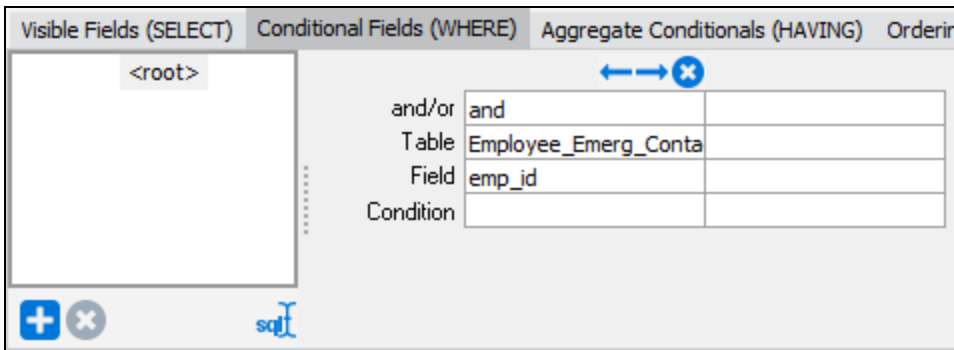 Visible Fields (SELECT) Conditional Fields (WHERE) Aggregate Conditionals (HAVING) Orderin
<root>
and/or and
Table Employee_Emerg_Conta
Field emp_id
Condition
sql